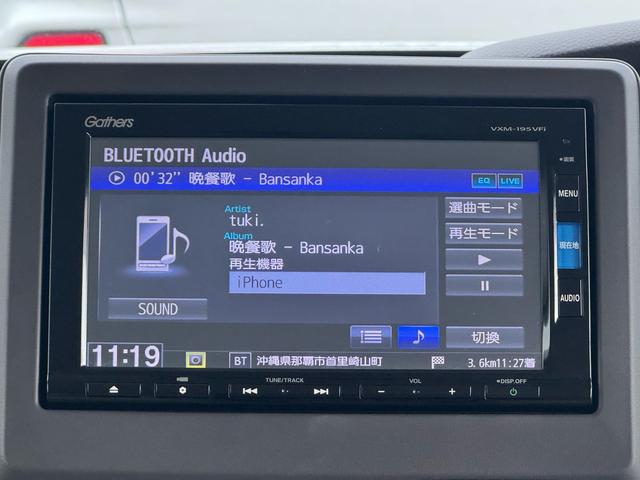 Gathers
VXM-195VFi
BLUETOOTH Audio
00'32" 晩餐歌 - Bansanka
EQ LIVE
Artist
tuki.
Album
晩餐歌 - Bansanka
再生機器
iPhone
SOUND
選曲モード
再生モード
切換
11:19
BT 沖縄県那覇市首里崎山町
3.6km11:27着
MENU
現在地
AUDIO
TUNE/TRACK
VOL
DISP.OFF